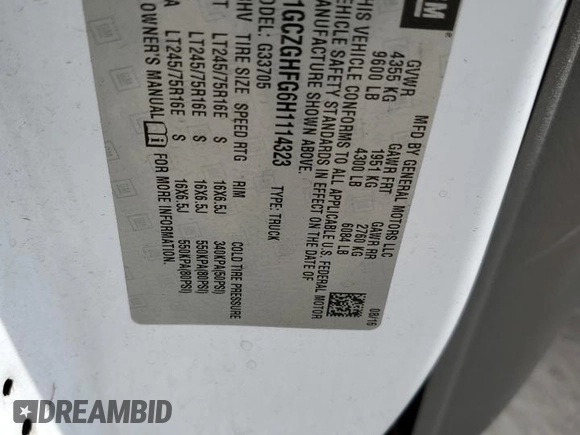 GM
MFD BY GENERAL MOTORS LLC
GVWR GAWR FRT GAWR RR 08/16
4355 KG 1951 KG 2760 KG
9600 LB 4300 LB 6084 LB
THIS VEHICLE CONFORMS TO ALL APPLICABLE U.S. FEDERAL MOTOR
VEHICLE SAFETY STANDARDS IN EFFECT ON THE DATE OF
MANUFACTURE SHOWN ABOVE.
1GCZGHFG6H1114323 TYPE: TRUCK
G33705
TIRE SIZE SPEED RTG RIM COLD TIRE PRESSURE
LT245/75R16E S 16X6.5J 340KPA(50PSI)
LT245/75R16E S 16X6.5J 550KPA(80PSI)
LT245/75R16E S 16X6.5J 550KPA(80PSI)
OWNER'S MANUAL FOR MORE INFORMATION.
DREAMBID